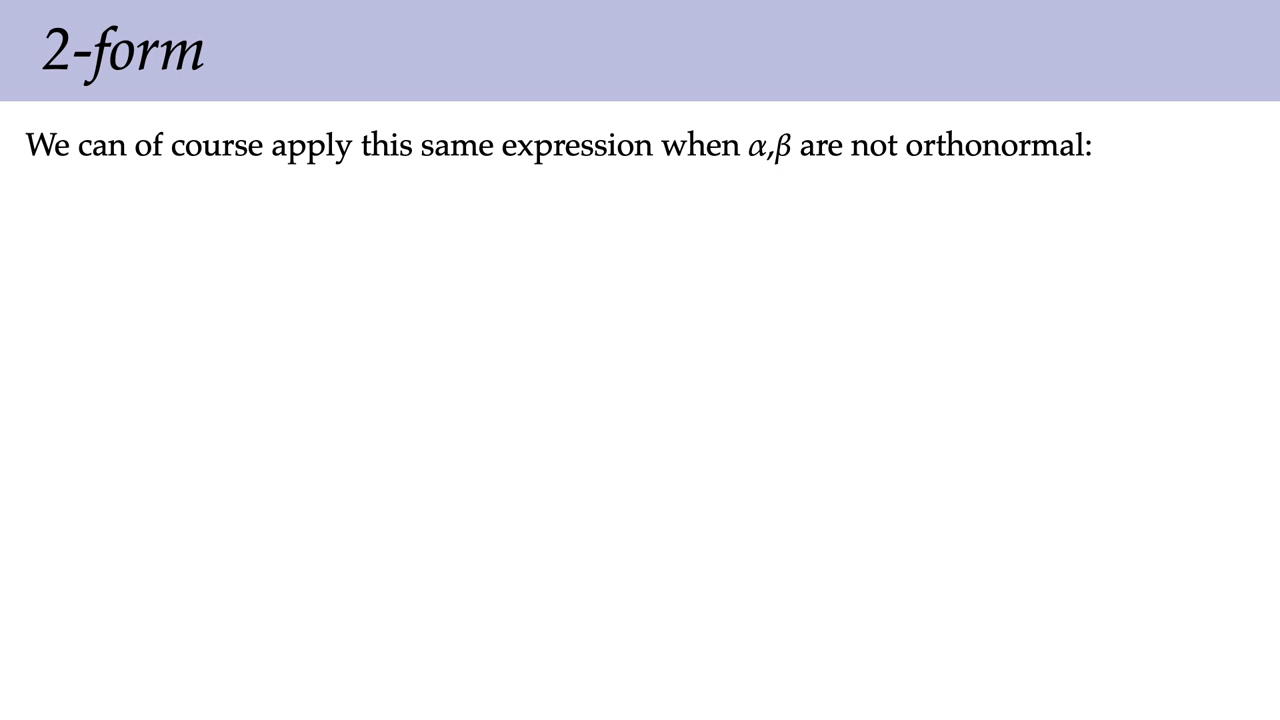 2-form
We can of course apply this same expression when α,β are not orthonormal: